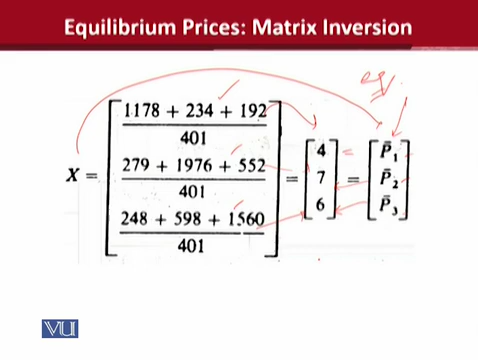 Equilibrium Prices: Matrix Inversion
eq.
1178 + 234 + 192
401
279 + 1976 + 552
401
248 + 598 + 1560
401
X = = 4 7 6 = P̄₁ P̄₂ P̄₃
VU